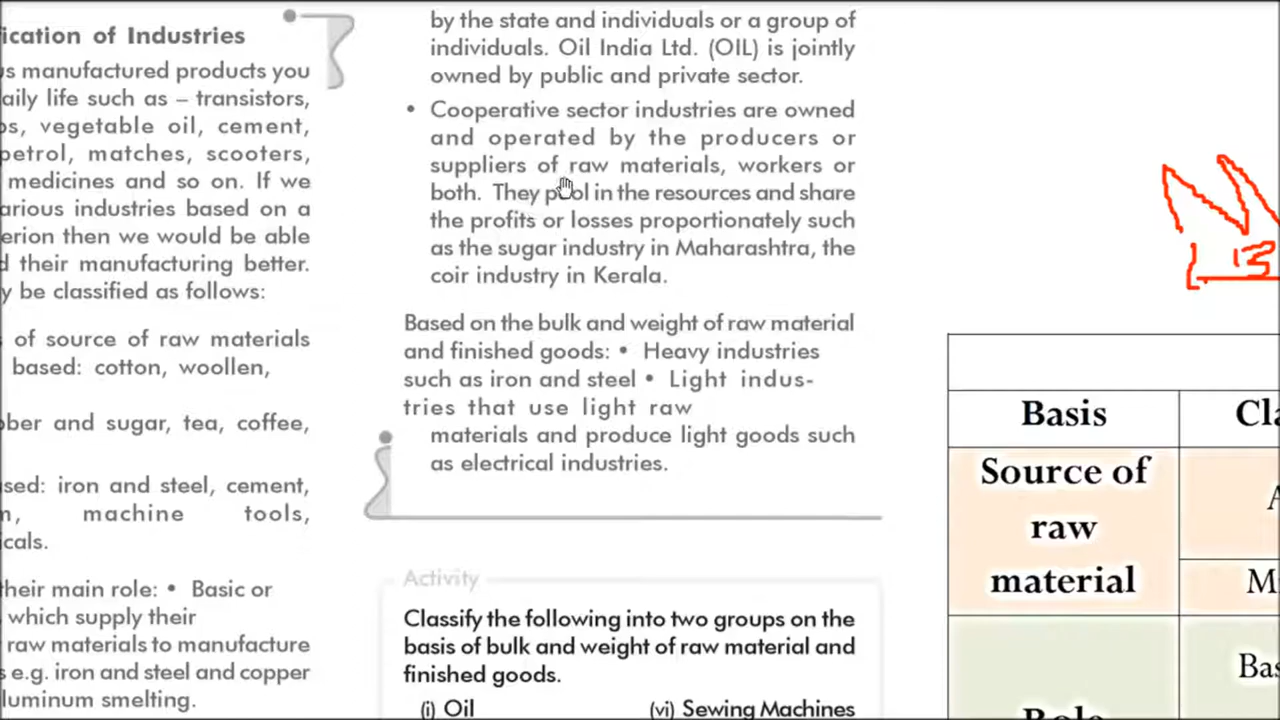 fication of Industries
s manufactured products you
aily life such as – transistors,
os, vegetable oil, cement,
petrol, matches, scooters,
medicines and so on. If we
arious industries based on a
erion then we would be able
d their manufacturing better.
y be classified as follows:
of source of raw materials
based: cotton, woollen,
ber and sugar, tea, coffee,
sed: iron and steel, cement,
m, machine tools,
icals.
heir main role: • Basic or
which supply their
raw materials to manufacture
s e.g. iron and steel and copper
luminum smelting.
by the state and individuals or a group of
individuals. Oil India Ltd. (OIL) is jointly
owned by public and private sector.
• Cooperative sector industries are owned
and operated by the producers or
suppliers of raw materials, workers or
both. They pool in the resources and share
the profits or losses proportionately such
as the sugar industry in Maharashtra, the
coir industry in Kerala.
Based on the bulk and weight of raw material
and finished goods: • Heavy industries
such as iron and steel • Light indus-
tries that use light raw
materials and produce light goods such
as electrical industries.
Activity
Classify the following into two groups on the
basis of bulk and weight of raw material and
finished goods.
(i) Oil (vi) Sewing Machines
Basis Cla
Source of
raw
material
M
Bas
Role